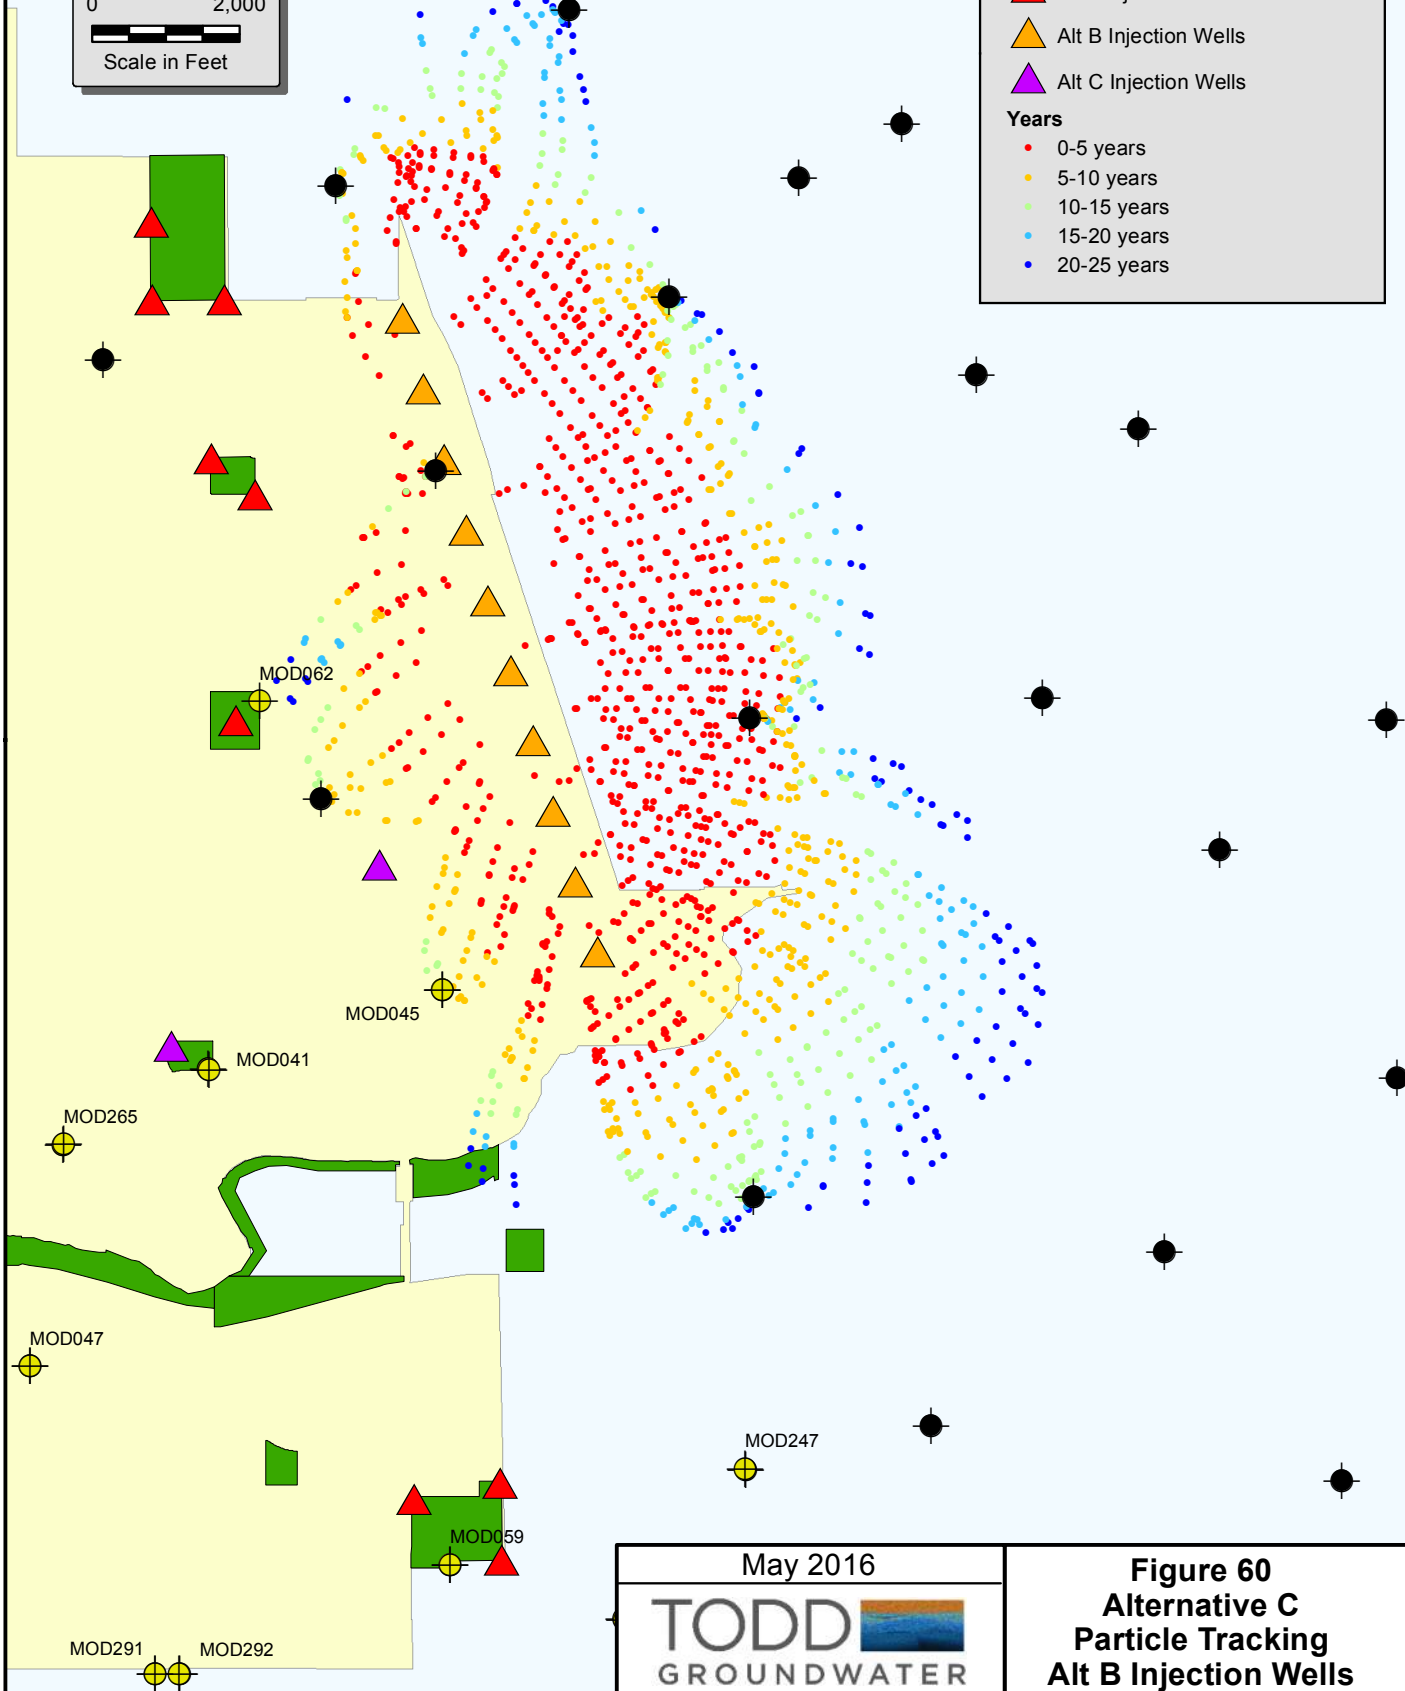 0 2,000
Scale in Feet
Alt B Injection Wells
Alt C Injection Wells
Years
0-5 years
5-10 years
10-15 years
15-20 years
20-25 years
MOD062
MOD045
MOD041
MOD265
MOD047
MOD247
MOD059
MOD291 MOD292
May 2016
TODD
GROUNDWATER
Figure 60
Alternative C
Particle Tracking
Alt B Injection Wells